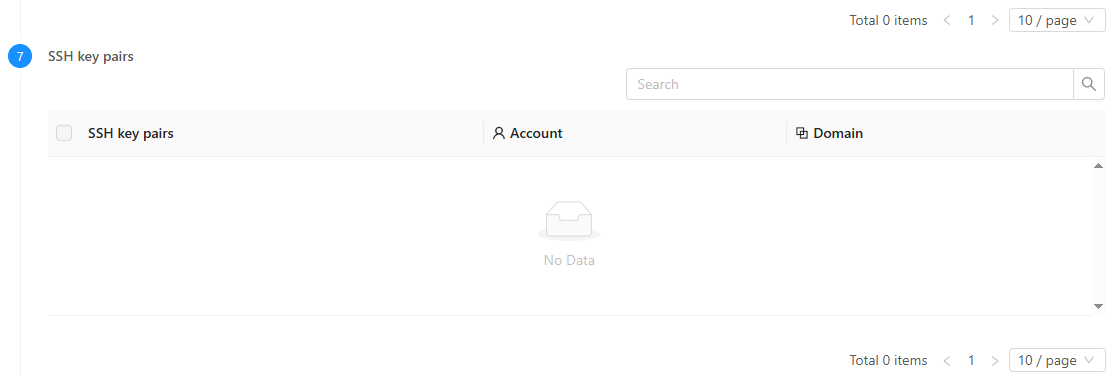 Total 0 items 1 10 / page
7 SSH key pairs
Search
SSH key pairs Account Domain
No Data
Total 0 items 1 10 / page